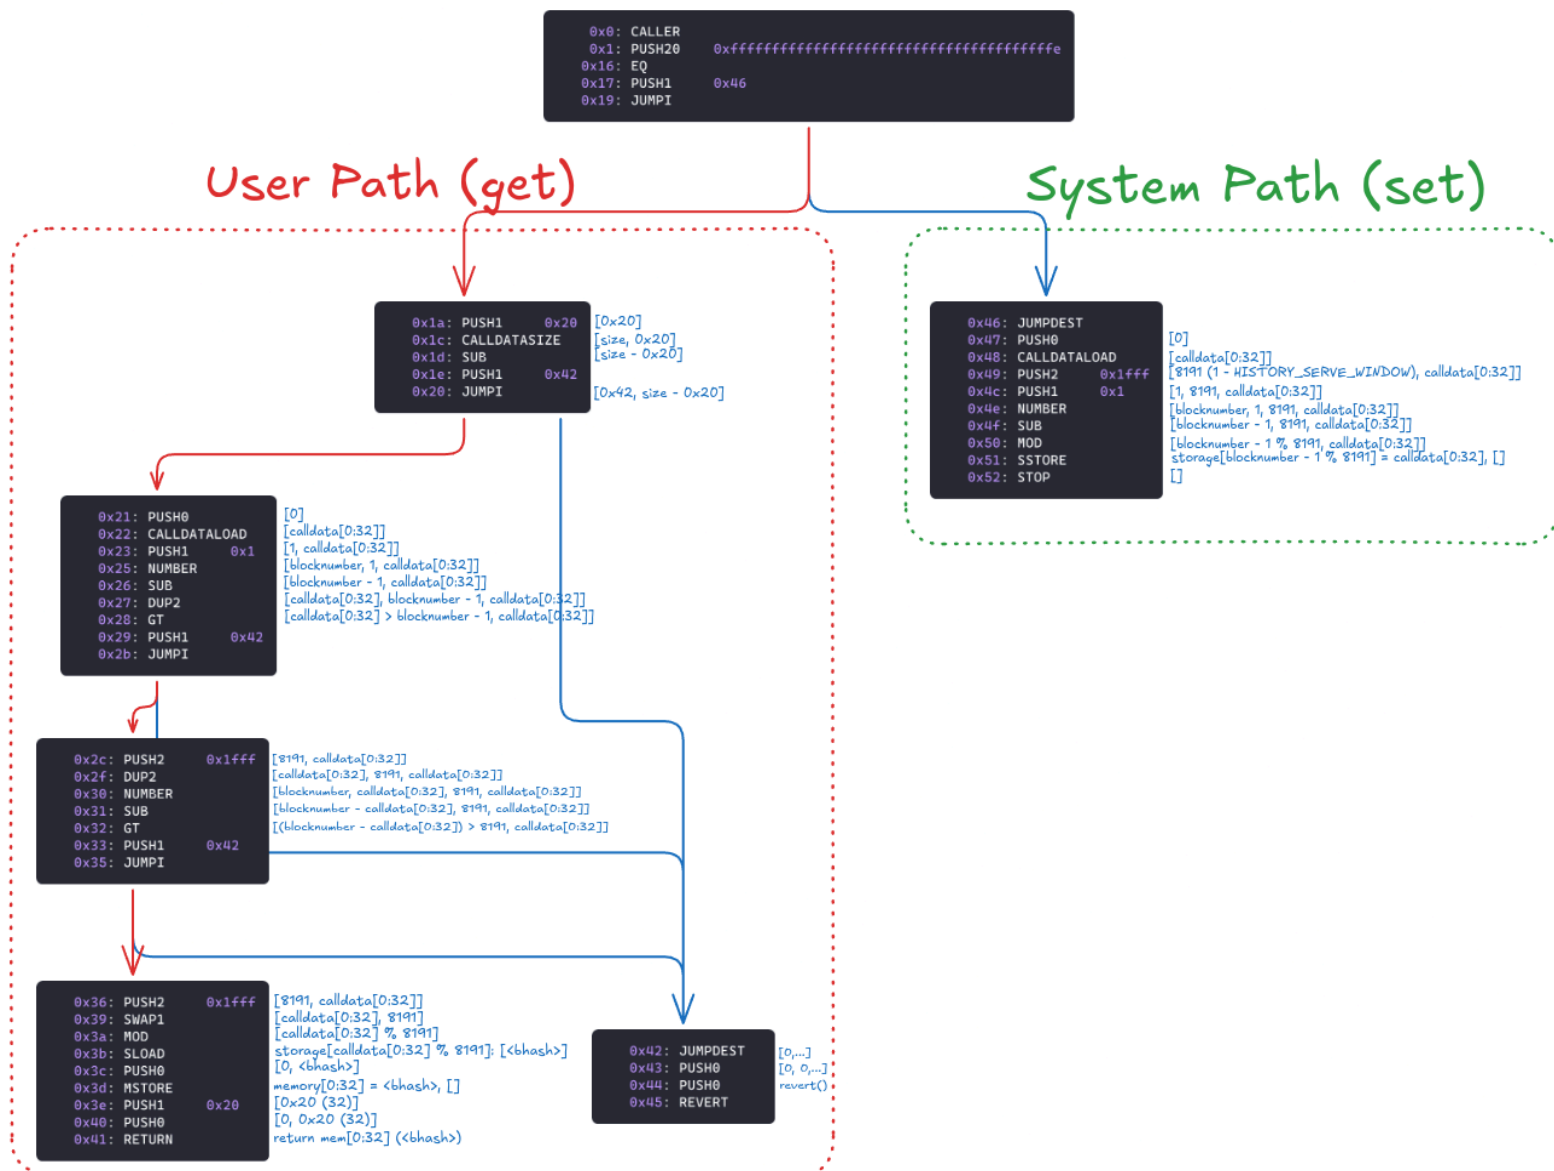 0x0: CALLER
0x1: PUSH20 0xfffffffffffffffffffffffffffffffffffffffe
0x16: EQ
0x17: PUSH1 0x46
0x19: JUMPI
User Path (get)
System Path (set)
0x1a: PUSH1 0x20 [0x20]
0x1c: CALLDATASIZE [size, 0x20]
0x1d: SUB [size - 0x20]
0x1e: PUSH1 0x42
0x20: JUMPI [0x42, size - 0x20]
0x46: JUMPDEST
0x47: PUSH0 [0]
0x48: CALLDATALOAD [calldata[0:32]]
0x49: PUSH2 0x1fff [8191 (1 - HISTORY_SERVE_WINDOW), calldata[0:32]]
0x4c: PUSH1 0x1 [1, 8191, calldata[0:32]]
0x4e: NUMBER [blocknumber, 1, 8191, calldata[0:32]]
0x4f: SUB [blocknumber - 1, 8191, calldata[0:32]]
0x50: MOD [blocknumber - 1 % 8191, calldata[0:32]]
0x51: SSTORE storage[blocknumber - 1 % 8191] = calldata[0:32], []
0x52: STOP []
0x21: PUSH0 [0]
0x22: CALLDATALOAD [calldata[0:32]]
0x23: PUSH1 0x1 [1, calldata[0:32]]
0x25: NUMBER [blocknumber, 1, calldata[0:32]]
0x26: SUB [blocknumber - 1, calldata[0:32]]
0x27: DUP2 [calldata[0:32], blocknumber - 1, calldata[0:32]]
0x28: GT [calldata[0:32] > blocknumber - 1, calldata[0:32]]
0x29: PUSH1 0x42
0x2b: JUMPI
0x2c: PUSH2 0x1fff [8191, calldata[0:32]]
0x2f: DUP2 [calldata[0:32], 8191, calldata[0:32]]
0x30: NUMBER [blocknumber, calldata[0:32], 8191, calldata[0:32]]
0x31: SUB [blocknumber - calldata[0:32], 8191, calldata[0:32]]
0x32: GT [(blocknumber - calldata[0:32]) > 8191, calldata[0:32]]
0x33: PUSH1 0x42
0x35: JUMPI
0x36: PUSH2 0x1fff [8191, calldata[0:32]]
0x39: SWAP1 [calldata[0:32], 8191]
0x3a: MOD [calldata[0:32] % 8191]
0x3b: SLOAD storage[calldata[0:32] % 8191]: [<bhash>]
0x3c: PUSH0 [0, <bhash>]
0x3d: MSTORE memory[0:32] = <bhash>, []
0x3e: PUSH1 0x20 [0x20 (32)]
0x40: PUSH0 [0, 0x20 (32)]
0x41: RETURN return mem[0:32] (<bhash>)
0x42: JUMPDEST [0,...]
0x43: PUSH0 [0, 0,...]
0x44: PUSH0 revert()
0x45: REVERT